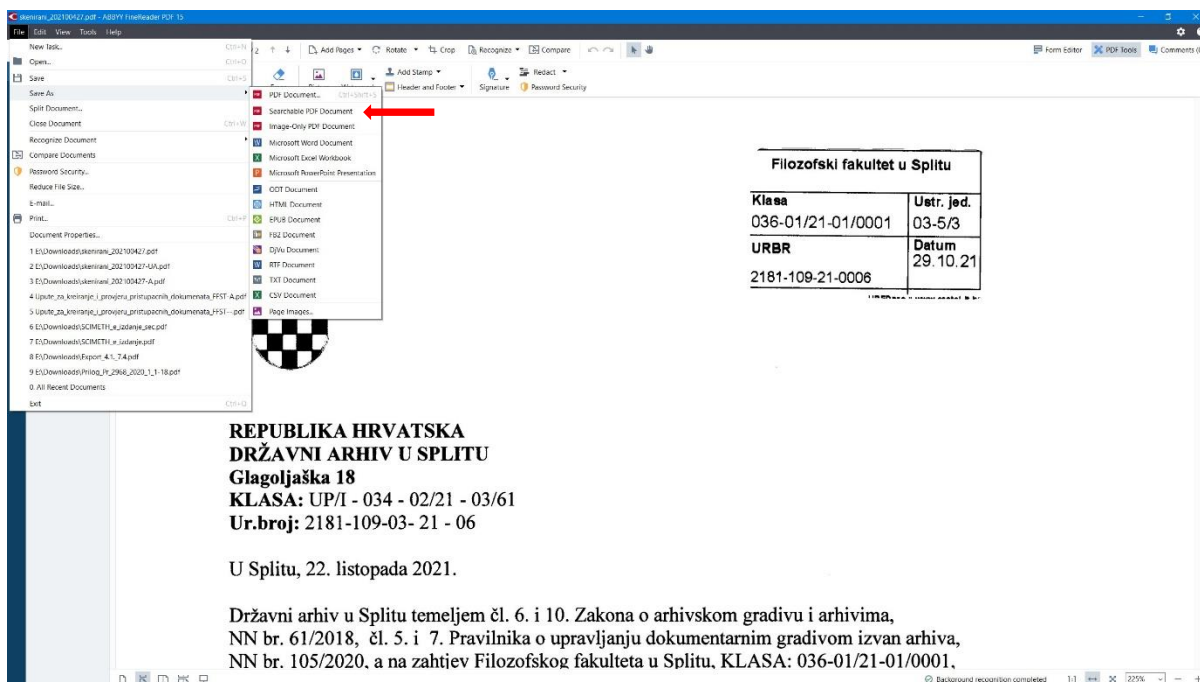 skenirani_202100427.pdf - ABBYY FineReader PDF 15
File Edit View Tools Help
Add Pages Rotate Crop Recognize Compare
Form Editor PDF Tools Comments
Add Stamp
Header and Footer
Signature
Redact
Password Security
New Task... Ctrl+N
Open... Ctrl+O
Save Ctrl+S
Save As
Split Document...
Close Document Ctrl+W
Recognize Document
Compare Documents
Password Security...
Reduce File Size...
E-mail...
Print... Ctrl+P
Document Properties...
1 E:\Downloads\skenirani_202100427.pdf
2 E:\Downloads\skenirani_202100427-UA.pdf
3 E:\Downloads\skenirani_202100427-A.pdf
4 Upute_za_kreiranje_i_provjeru_pristupacnih_dokumenata_FFST-A.pdf
5 Upute_za_kreiranje_i_provjeru_pristupacnih_dokumenata_FFST--.pdf
6 E:\Downloads\SCIMETH_e_izdanje_sec.pdf
7 E:\Downloads\SCIMETH_e_izdanje.pdf
8 E:\Downloads\Export_4.1._7.4.pdf
9 E:\Downloads\Prilog_Pr_2968_2020_1_1-18.pdf
0. All Recent Documents
Exit Ctrl+Q
PDF Document... Ctrl+Shift+S
Searchable PDF Document
Image-Only PDF Document
Microsoft Word Document
Microsoft Excel Workbook
Microsoft PowerPoint Presentation
ODT Document
HTML Document
EPUB Document
FB2 Document
DjVu Document
RTF Document
TXT Document
CSV Document
Page Images...
Filozofski fakultet u Splitu
Klasa Ustr. jed.
036-01/21-01/0001 03-5/3
URBR Datum
29.10.21
2181-109-21-0006
REPUBLIKA HRVATSKA
DRŽAVNI ARHIV U SPLITU
Glagoljaška 18
KLASA: UP/I - 034 - 02/21 - 03/61
Ur.broj: 2181-109-03- 21 - 06
U Splitu, 22. listopada 2021.
Državni arhiv u Splitu temeljem čl. 6. i 10. Zakona o arhivskom gradivu i arhivima,
NN br. 61/2018, čl. 5. i 7. Pravilnika o upravljanju dokumentarnim gradivom izvan arhiva,
NN br. 105/2020, a na zahtjev Filozofskog fakulteta u Splitu, KLASA: 036-01/21-01/0001,
Background recognition completed 1:1 225%